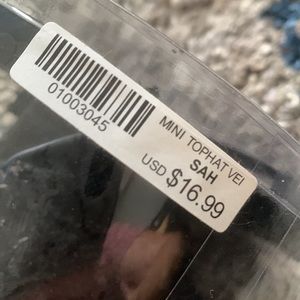 01003045
MINI TOPHAT VEI
SAH
USD $16.99